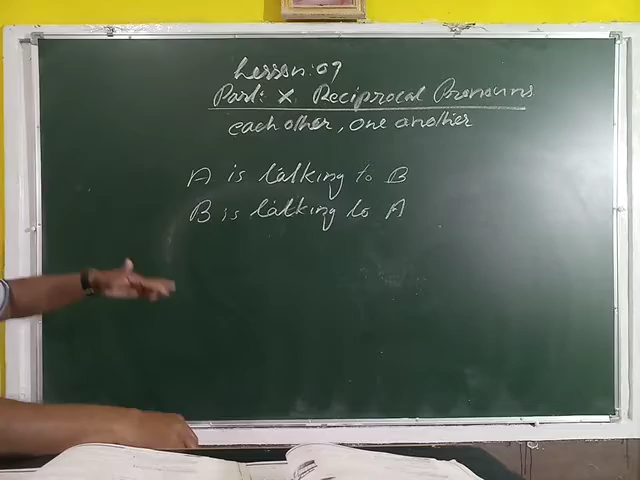 Lesson: 07
Part: X. Reciprocal Pronouns
each other, one another
A is talking to B
B is talking to A